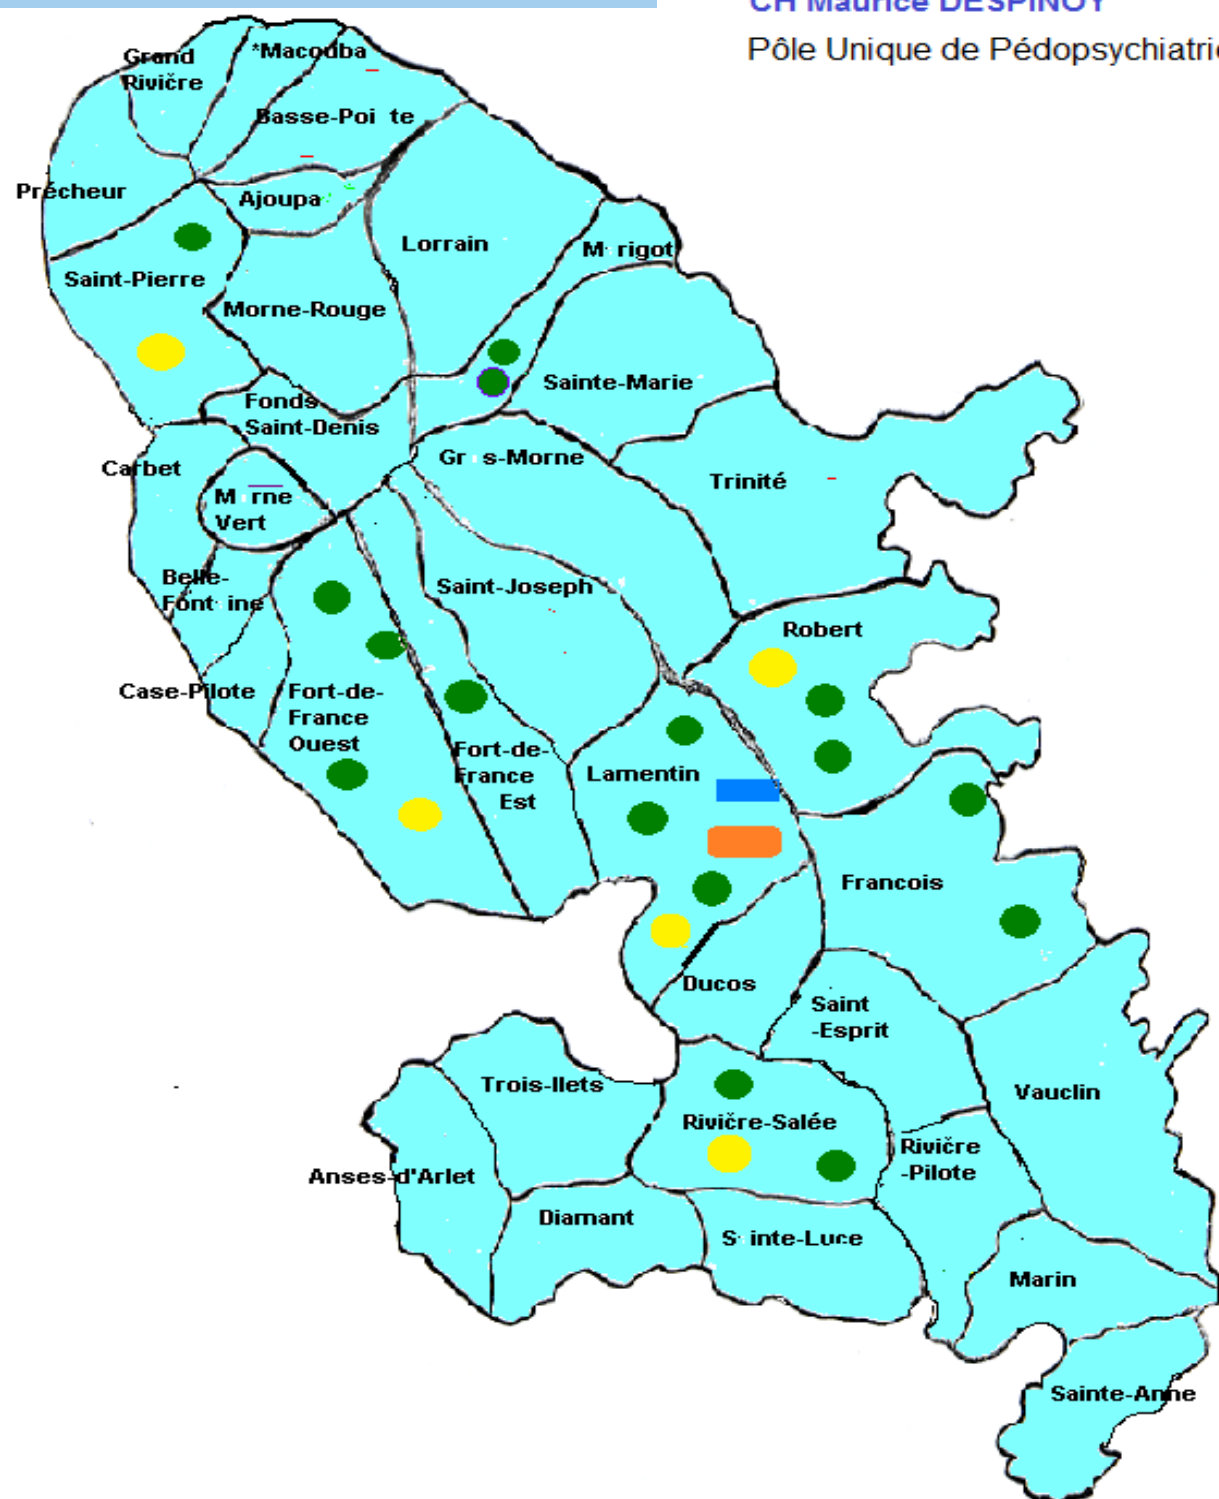 CH Maurice DESPINOY
Pôle Unique de Pédopsychiatrie
Grand
Rivičre
*Macouba
Basse-Poi te
Précheur
Ajoupa
Lorrain
M rigot
Saint-Pierre
Morne-Rouge
Sainte-Marie
Fonds
Saint-Denis
Carbet
Gr s-Morne
Trinité
M rne
Vert
Belle-
Font ine
Saint-Joseph
Robert
Case-Pilote
Fort-de-
France
Ouest
Fort-de-
France
Est
Lamentin
Francois
Ducos
Saint
-Esprit
Trois-Ilets
Vauclin
Rivičre-Salée
Rivičre
-Pilote
Anses-d'Arlet
Diamant
S inte-Luce
Marin
Sainte-Anne